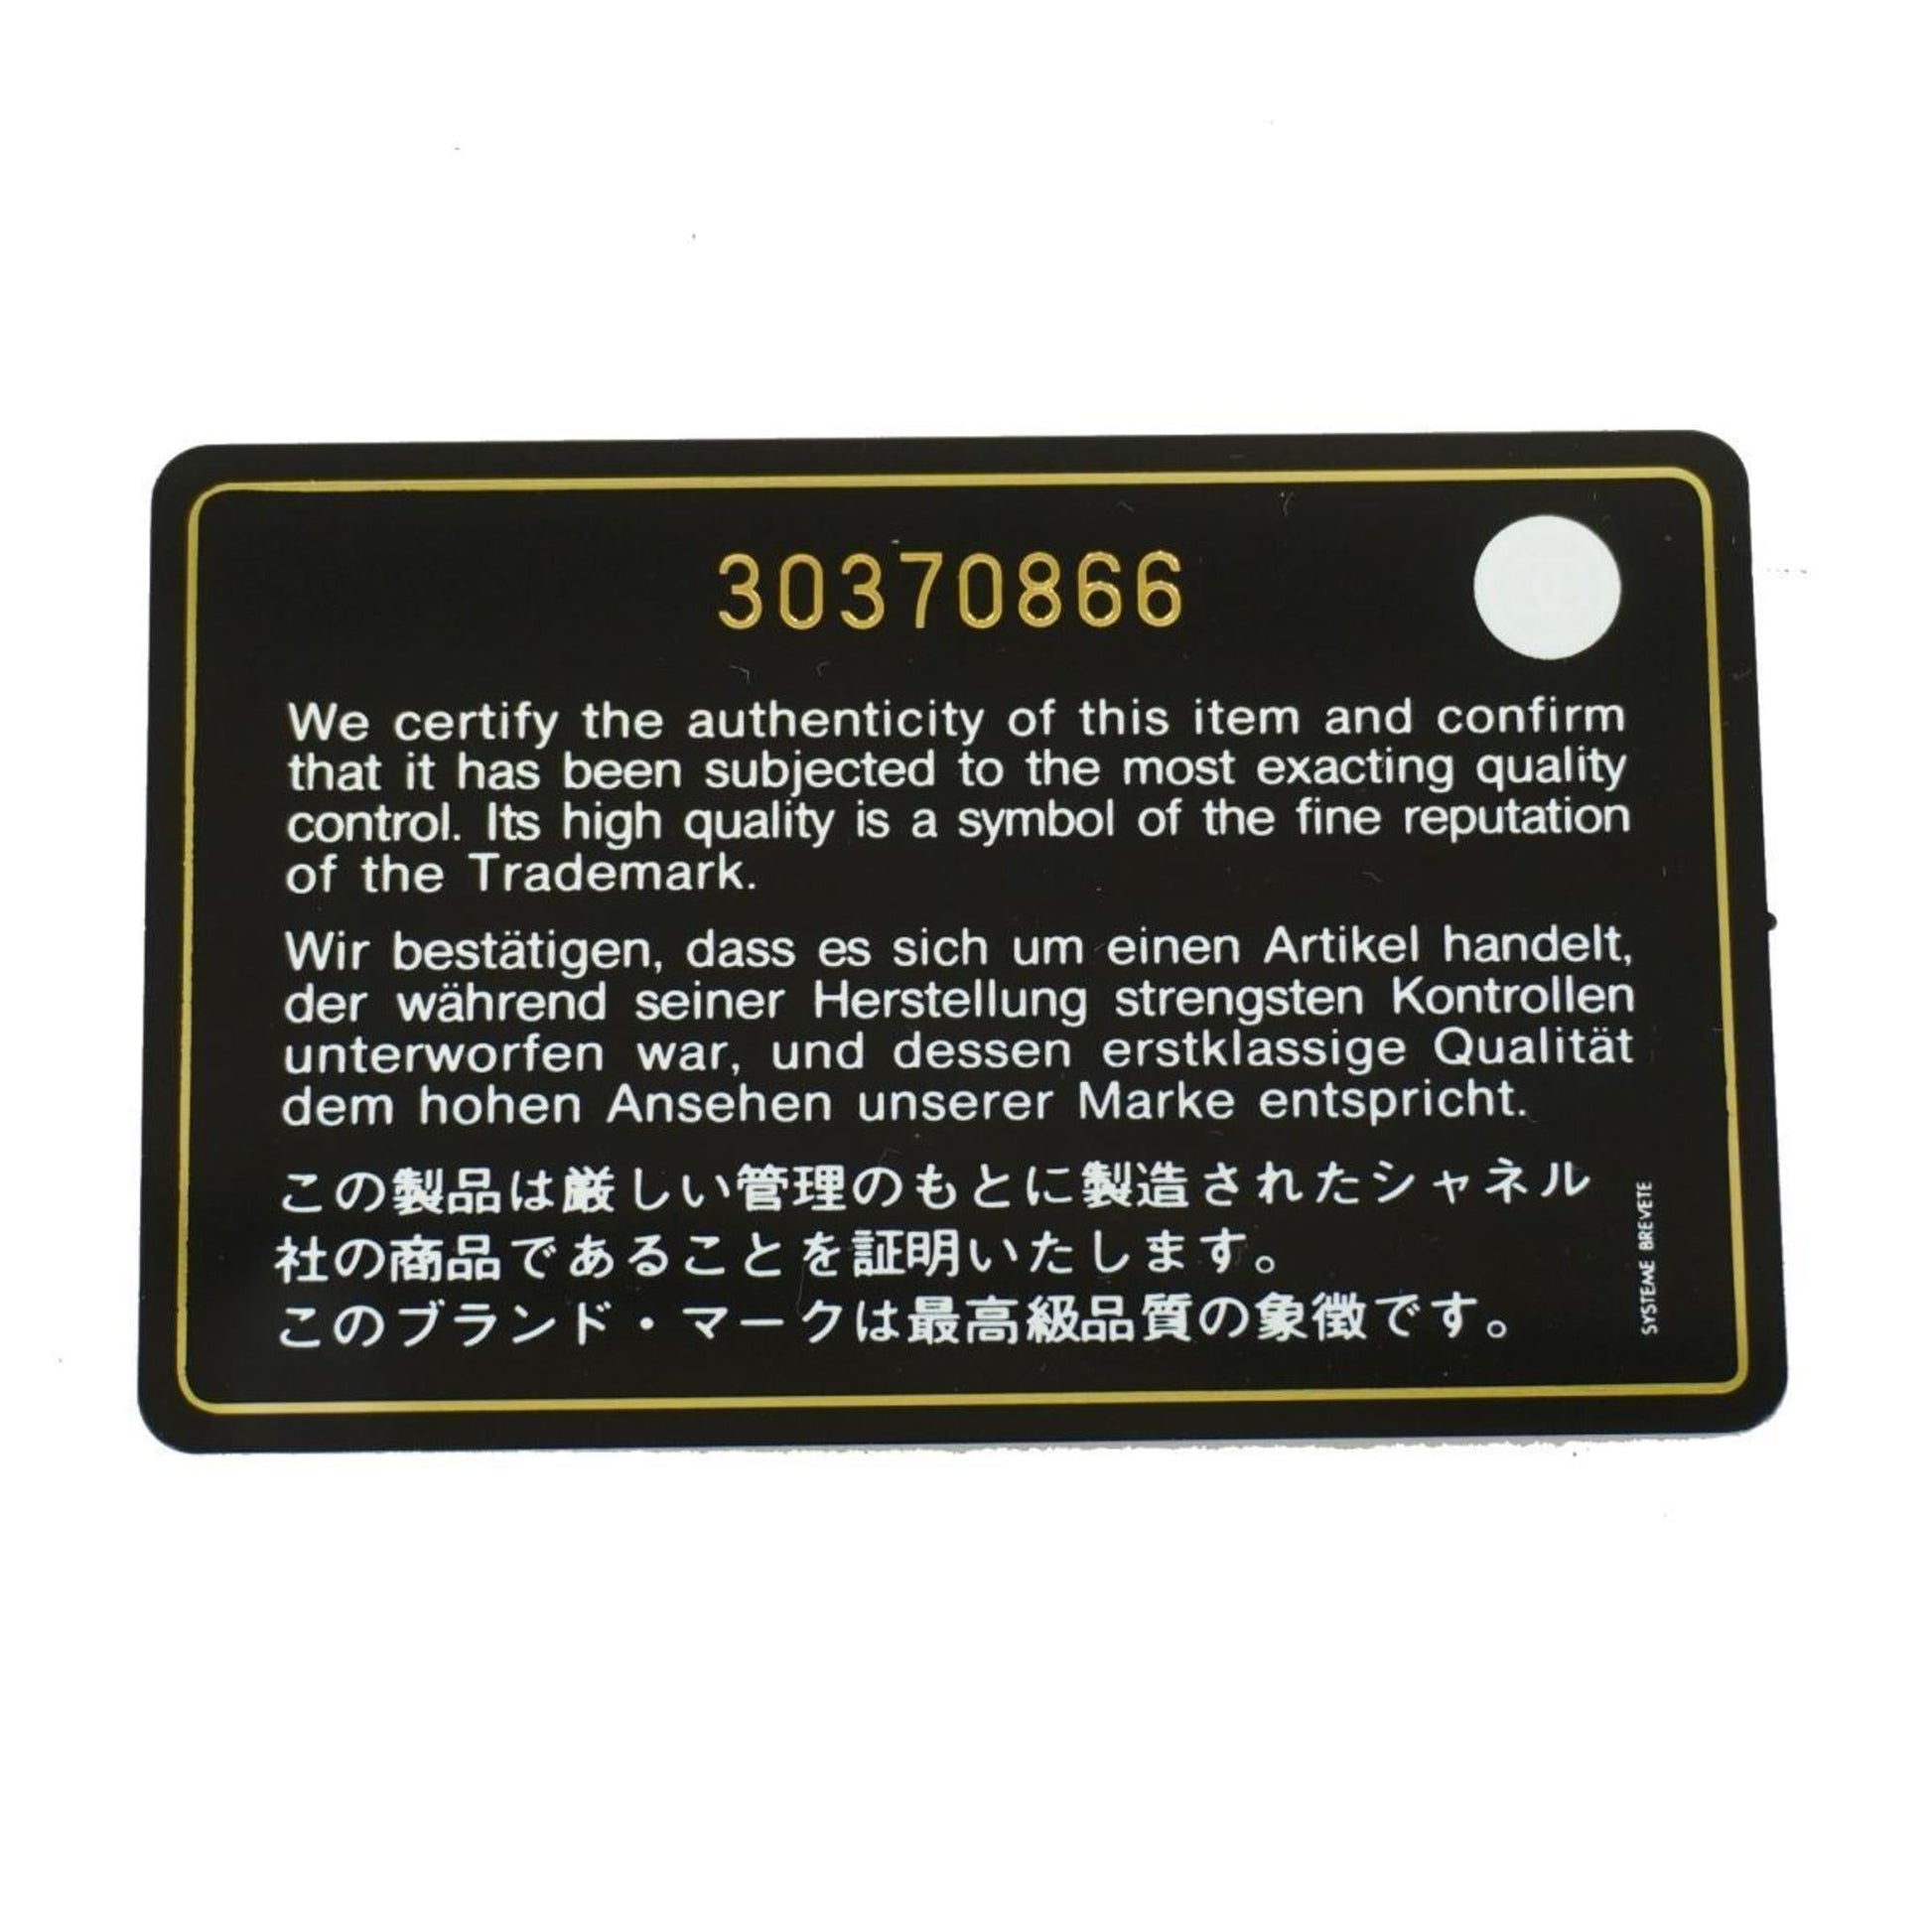 30370866
We certify the authenticity of this item and confirm
that it has been subjected to the most exacting quality
control. Its high quality is a symbol of the fine reputation
of the Trademark.
Wir bestätigen, dass es sich um einen Artikel handelt,
der während seiner Herstellung strengsten Kontrollen
unterworfen war, und dessen erstklassige Qualität
dem hohen Ansehen unserer Marke entspricht.
この製品は厳しい管理のもとに製造されたシャネル
社の商品であることを証明いたします。
このブランド・マークは最高級品質の象徴です。
SYSTEME BREVETE